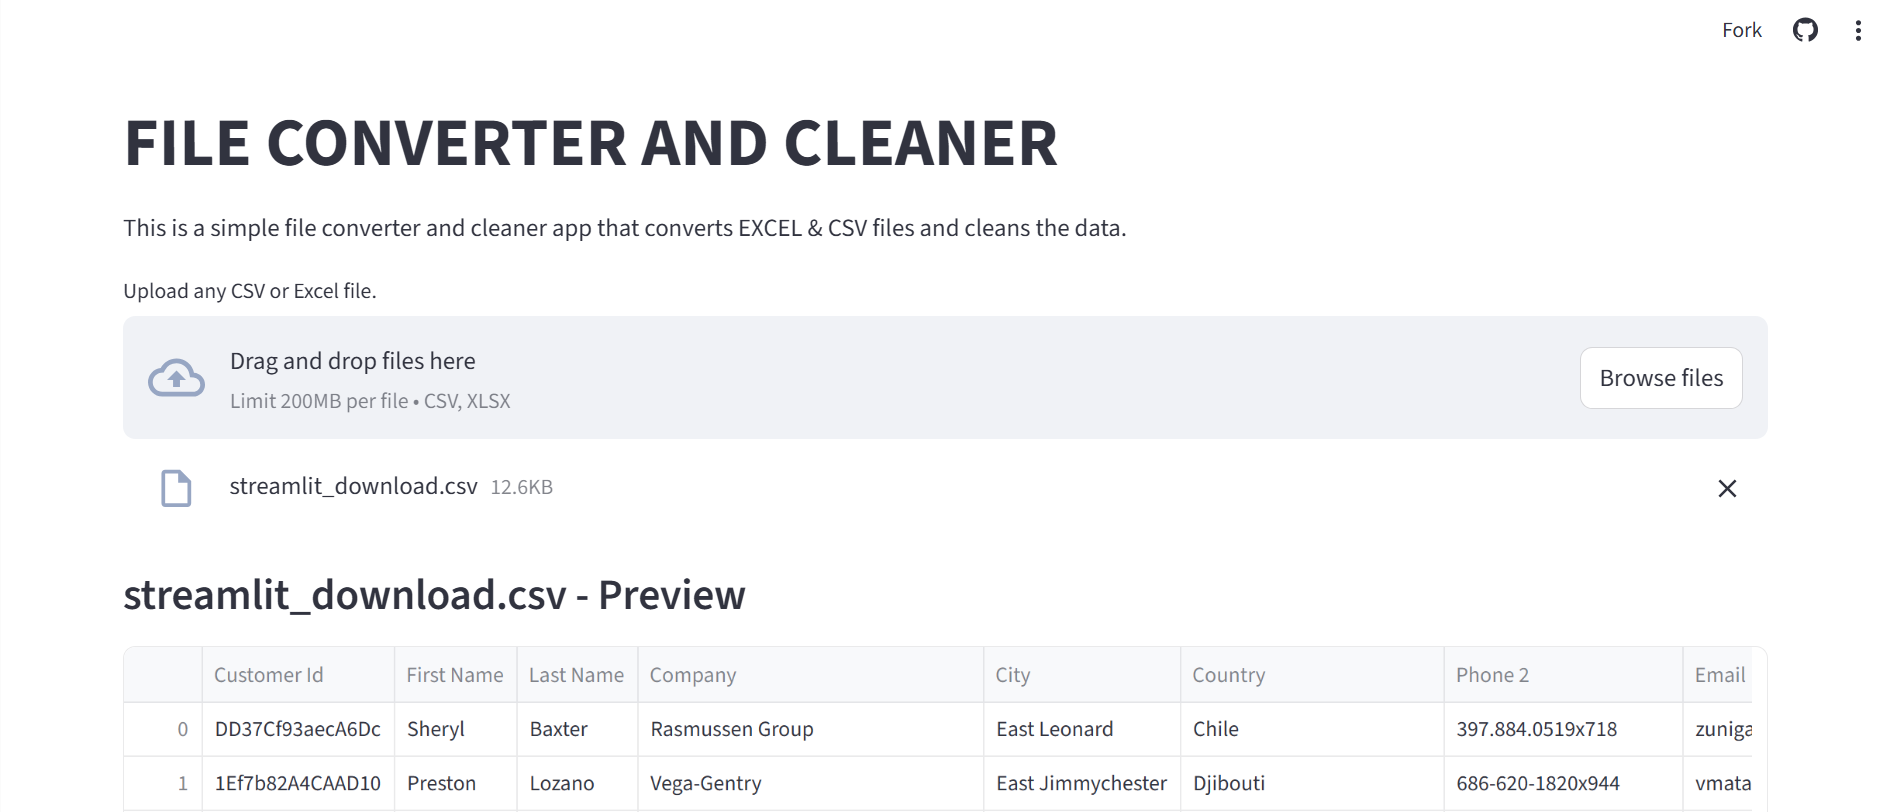 Fork
FILE CONVERTER AND CLEANER
This is a simple file converter and cleaner app that converts EXCEL & CSV files and cleans the data.
Upload any CSV or Excel file.
Drag and drop files here
Limit 200MB per file • CSV, XLSX
Browse files
streamlit_download.csv 12.6KB
streamlit_download.csv - Preview
Customer Id First Name Last Name Company City Country Phone 2 Email
0 DD37Cf93aecA6Dc Sheryl Baxter Rasmussen Group East Leonard Chile 397.884.0519x718 zuniga
1 1Ef7b82A4CAAD10 Preston Lozano Vega-Gentry East Jimmychester Djibouti 686-620-1820x944 vmata